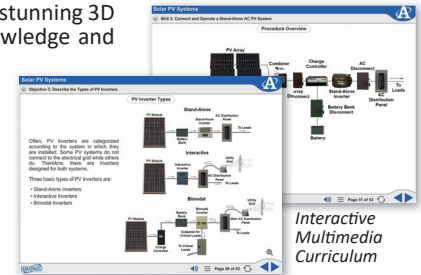 stunning 3D
wledge and
Solar PV Systems
Skill 2: Connect and Operate a Stand-Alone AC PV System
Procedure Overview
PV Array
Combiner
Charge
Controller
AC
Disconnect
Array
Disconnect
Stand-Alone
Inverter
To
Loads
AC
Distribution
Panel
Battery Bank
Disconnect
Battery
Page 51 of 53
Solar PV Systems
Objective 3: Describe the Types of PV Inverters
PV Inverter Types
Often, PV inverters are categorized
according to the system in which they
are installed. Some PV systems do not
connect to the electrical grid while others
do. Therefore, there are inverters
designed for both systems.
Three basic types of PV inverters are:
• Stand-Alone Inverters
• Interactive Inverters
• Bimodal Inverters
Stand-Alone
PV Module
Battery
Bank
Stand-Alone
Inverter
AC Distribution
Panel
To Loads
Interactive
PV Module
Interactive
Inverter
AC Distribution
Panel
Utility
Grid
To Loads
Bimodal
PV Module
Battery
Bank
Bimodal
Inverter
Main AC Distribution
Panel
Utility
Grid
Subpanel for
Critical Loads
Charge
Controller
To Critical
Loads
To Loads
Page 29 of 53
Interactive
Multimedia
Curriculum